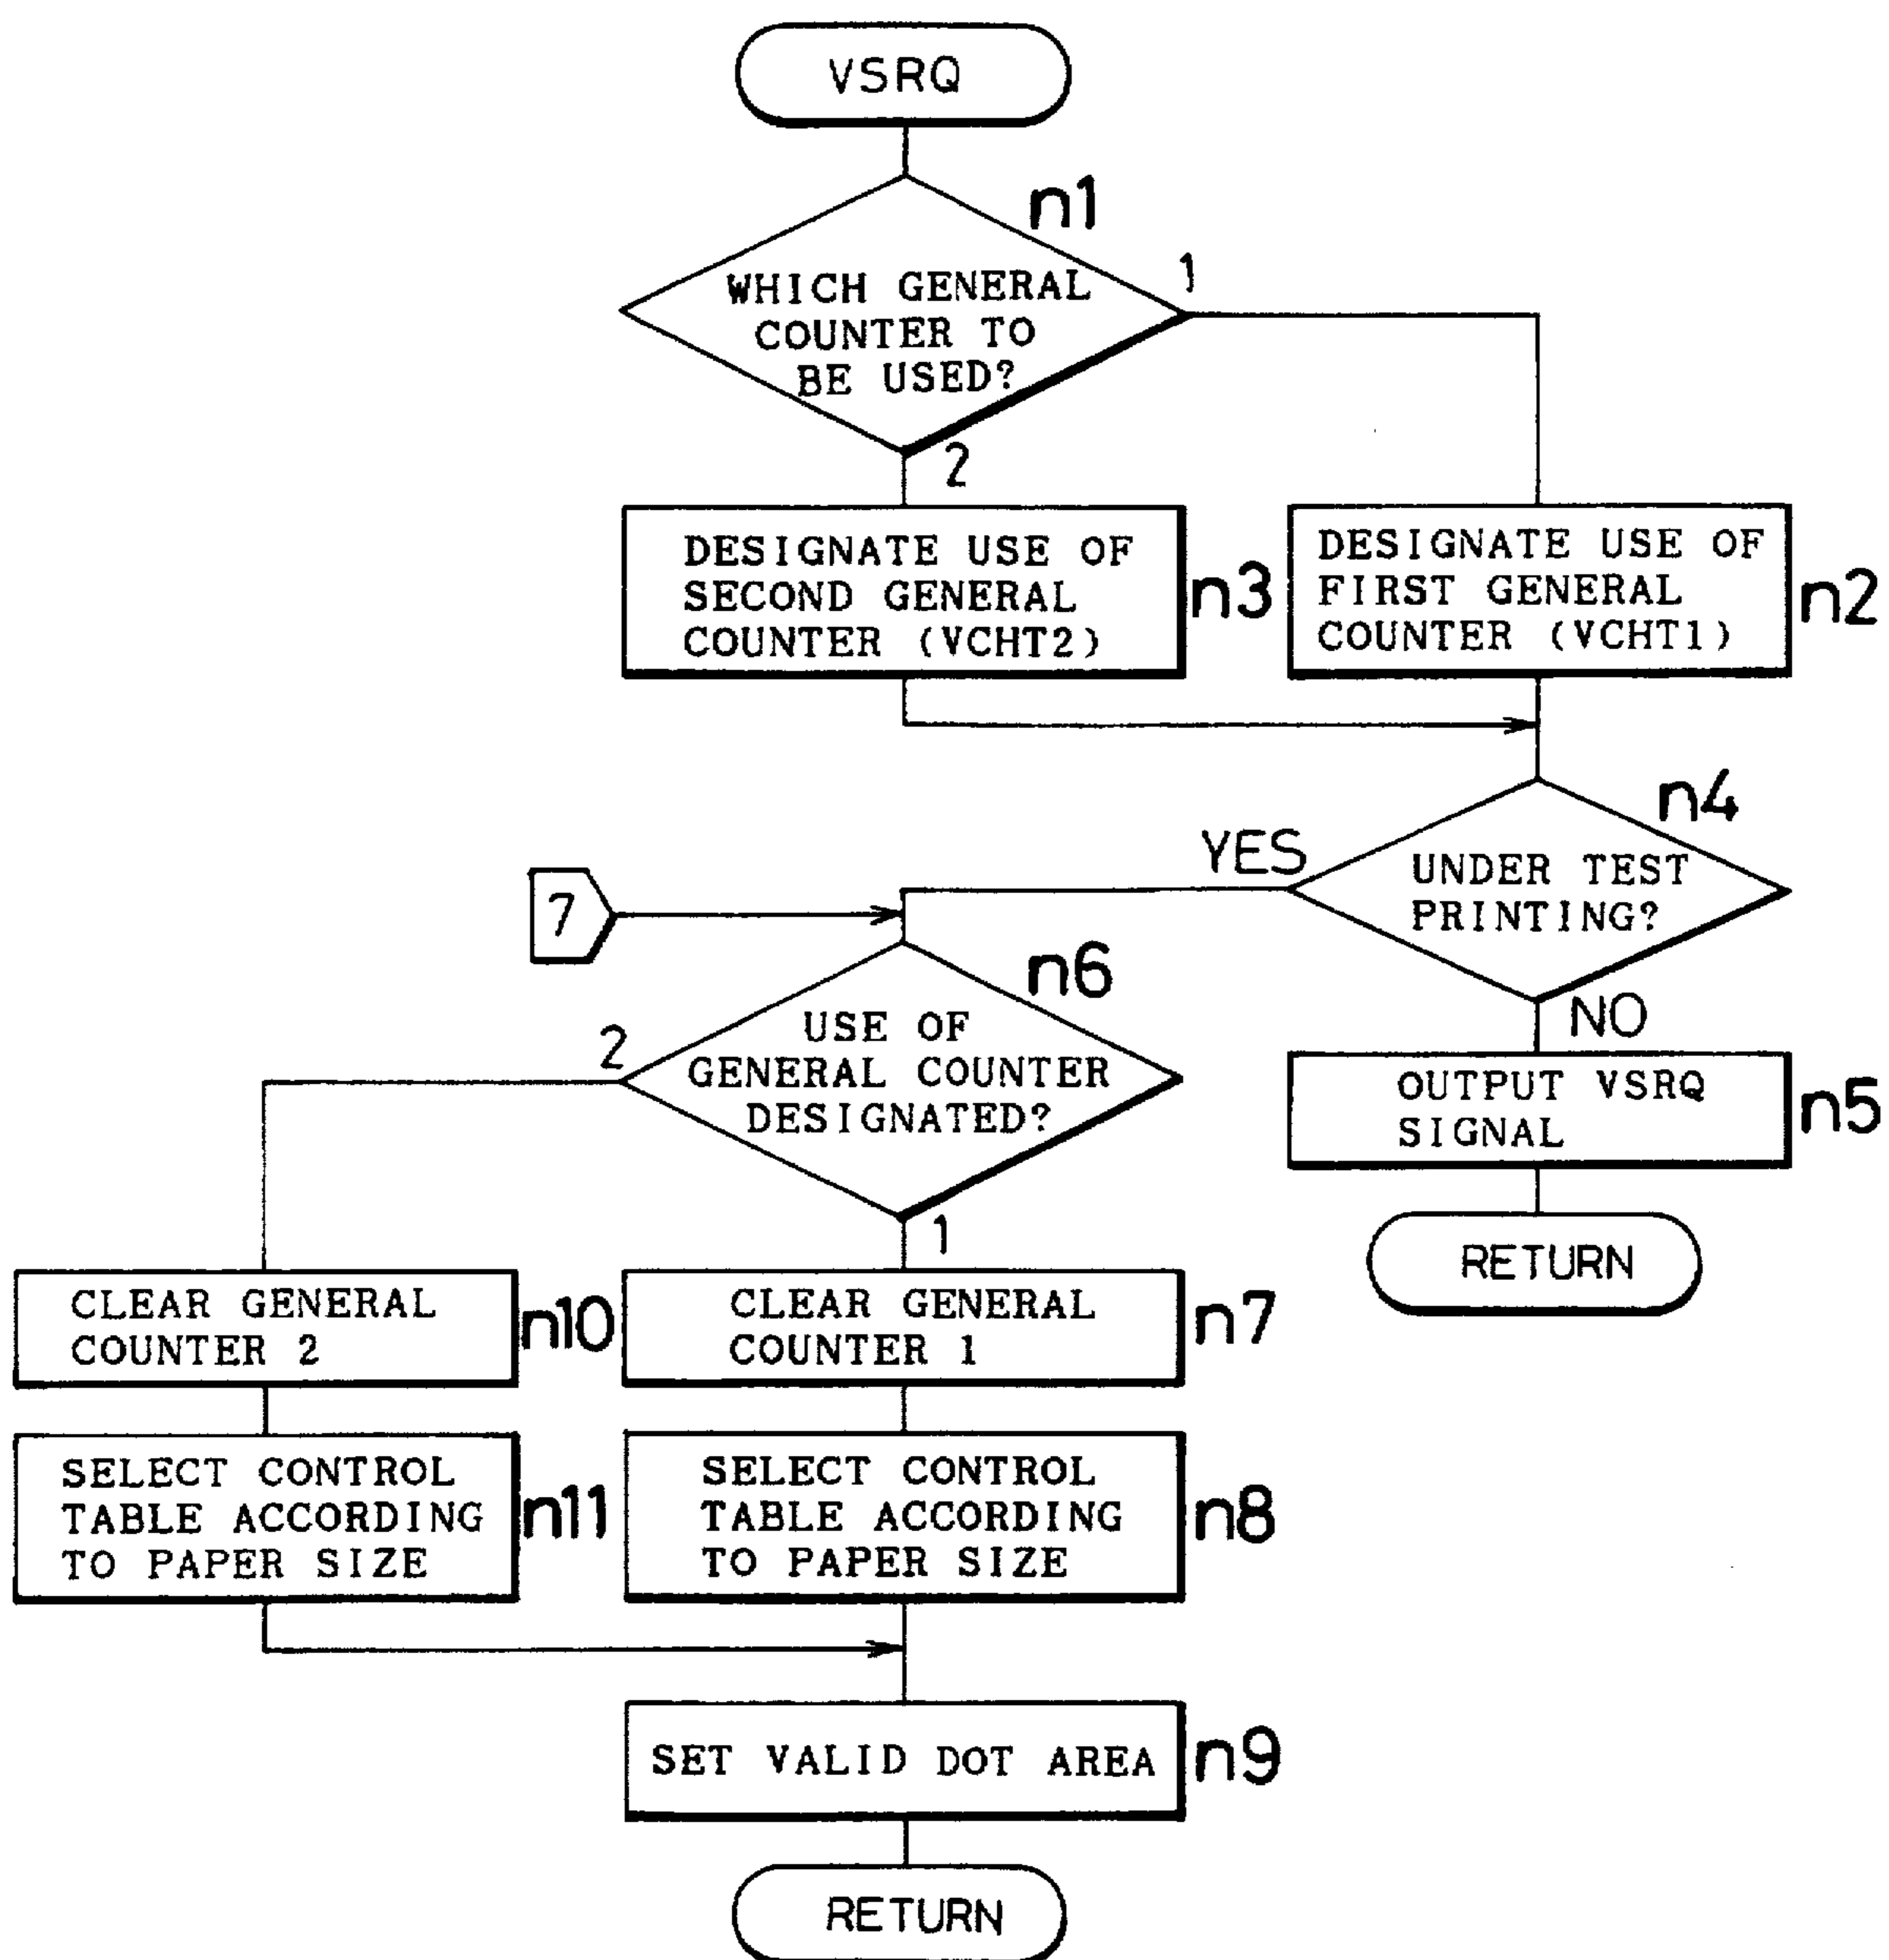 VSRQ
n1
WHICH GENERAL
COUNTER TO
BE USED?
1
2
DESIGNATE USE OF
SECOND GENERAL
COUNTER (VCHT2)
n3
DESIGNATE USE OF
FIRST GENERAL
COUNTER (VCHT1)
n2
n4
UNDER TEST
PRINTING?
YES
NO
7
n6
USE OF
GENERAL COUNTER
DESIGNATED?
2
1
OUTPUT VSRQ
SIGNAL
n5
RETURN
CLEAR GENERAL
COUNTER 2
n10
CLEAR GENERAL
COUNTER 1
n7
SELECT CONTROL
TABLE ACCORDING
TO PAPER SIZE
n11
SELECT CONTROL
TABLE ACCORDING
TO PAPER SIZE
n8
SET VALID DOT AREA
n9
RETURN